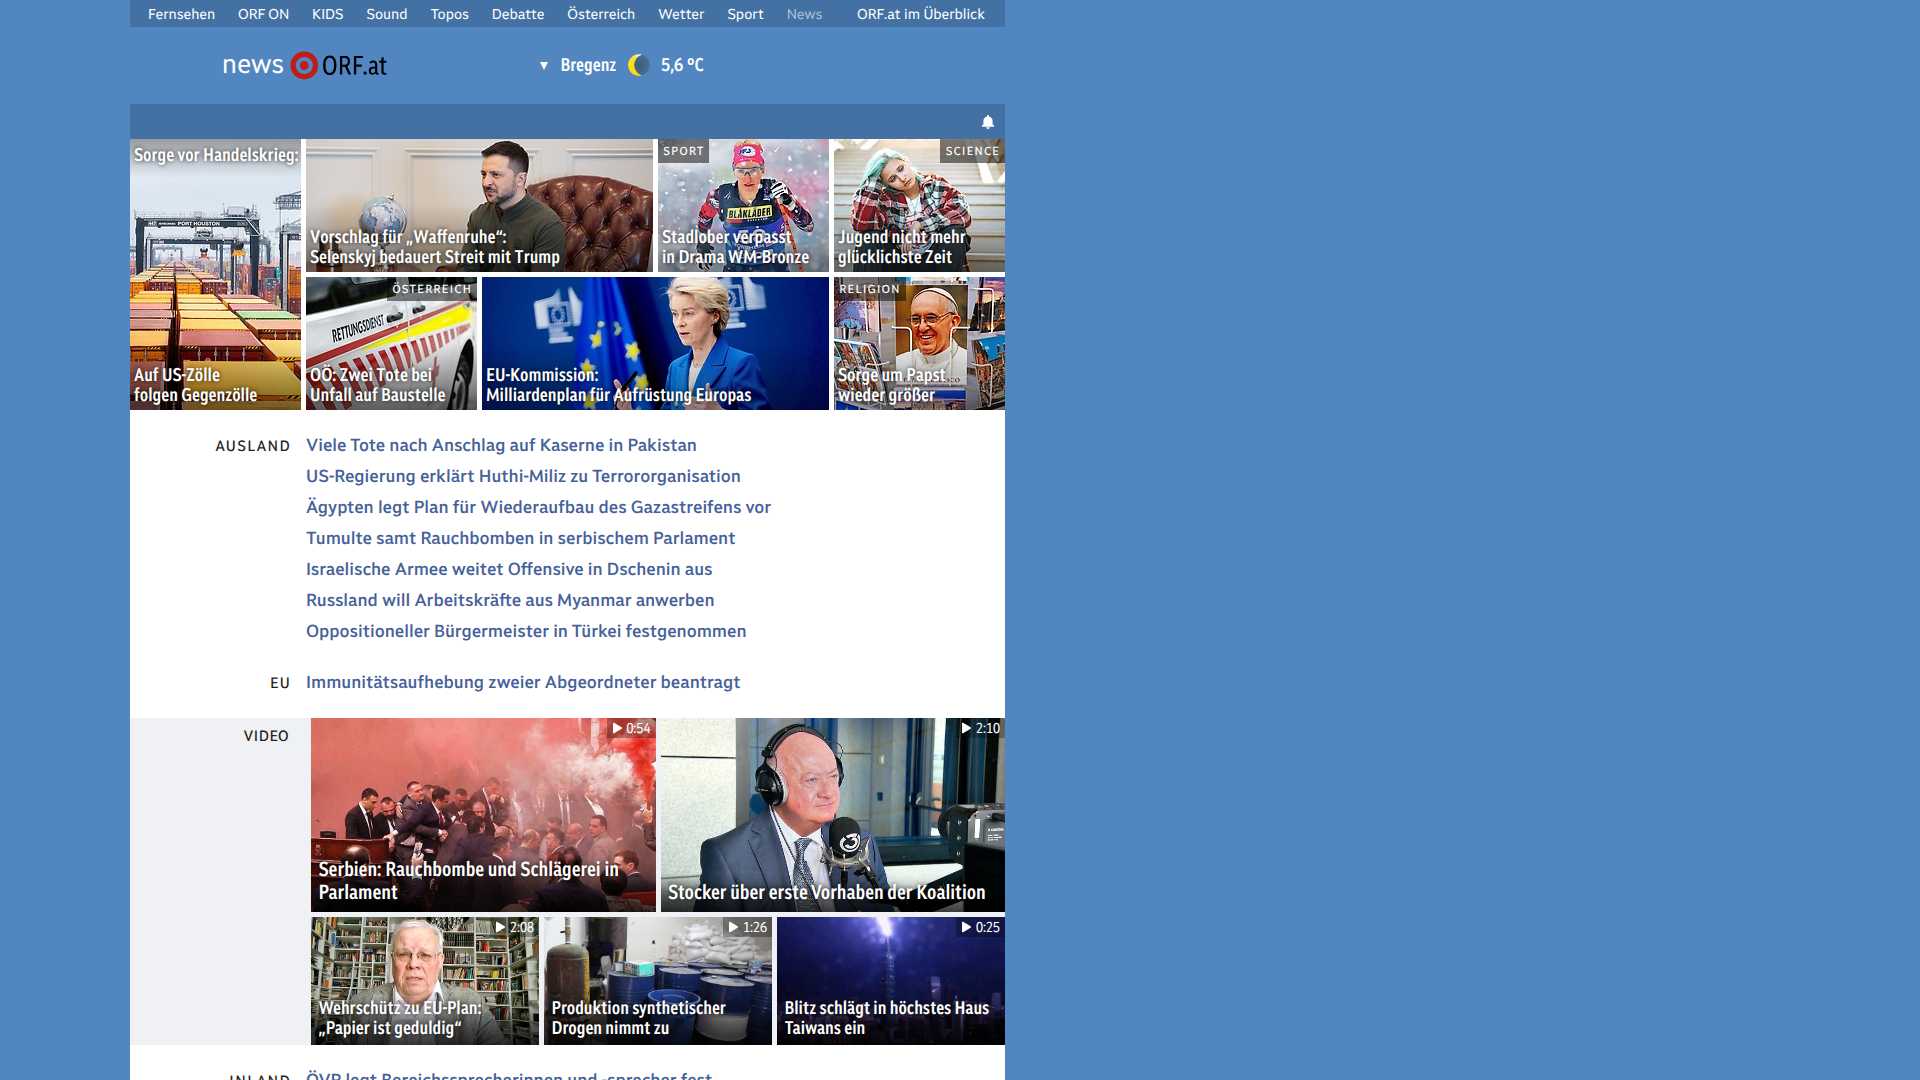 Fernsehen ORF ON KIDS Sound Topos Debatte Österreich Wetter Sport News ORF.at im Überblick
news ORF.at
Bregenz 5,6 °C
Sorge vor Handelskrieg:
Auf US-Zölle
folgen Gegenzölle
PORT HOUSTON
Vorschlag für „Waffenruhe“:
Selenskyj bedauert Streit mit Trump
SPORT
BLÅKLÄDER
Stadlober verpasst
in Drama WM-Bronze
SCIENCE
Jugend nicht mehr
glücklichste Zeit
ÖSTERREICH
RETTUNGSDIENST
OÖ: Zwei Tote bei
Unfall auf Baustelle
EU-Kommission:
Milliardenplan für Aufrüstung Europas
RELIGION
Sorge um Papst
wieder größer
AUSLAND
Viele Tote nach Anschlag auf Kaserne in Pakistan
US-Regierung erklärt Huthi-Miliz zu Terrororganisation
Ägypten legt Plan für Wiederaufbau des Gazastreifens vor
Tumulte samt Rauchbomben in serbischem Parlament
Israelische Armee weitet Offensive in Dschenin aus
Russland will Arbeitskräfte aus Myanmar anwerben
Oppositioneller Bürgermeister in Türkei festgenommen
EU
Immunitätsaufhebung zweier Abgeordneter beantragt
VIDEO
0:54
Serbien: Rauchbombe und Schlägerei in
Parlament
2:10
Stocker über erste Vorhaben der Koalition
2:08
Wehrschütz zu EU-Plan:
„Papier ist geduldig“
1:26
Produktion synthetischer
Drogen nimmt zu
0:25
Blitz schlägt in höchstes Haus
Taiwans ein
INLAND
ÖVP legt Bereichssprecherinnen und -sprecher fest